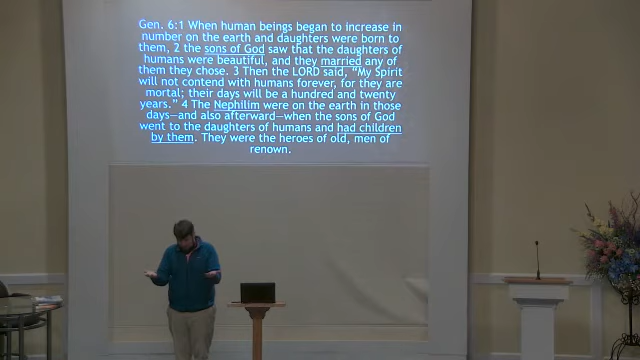 Gen. 6:1 When human beings began to increase in
number on the earth and daughters were born to
them, 2 the sons of God saw that the daughters of
humans were beautiful, and they married any of
them they chose. 3 Then the LORD said, “My Spirit
will not contend with humans forever, for they are
mortal; their days will be a hundred and twenty
years.” 4 The Nephilim were on the earth in those
days—and also afterward—when the sons of God
went to the daughters of humans and had children
by them. They were the heroes of old, men of
renown.